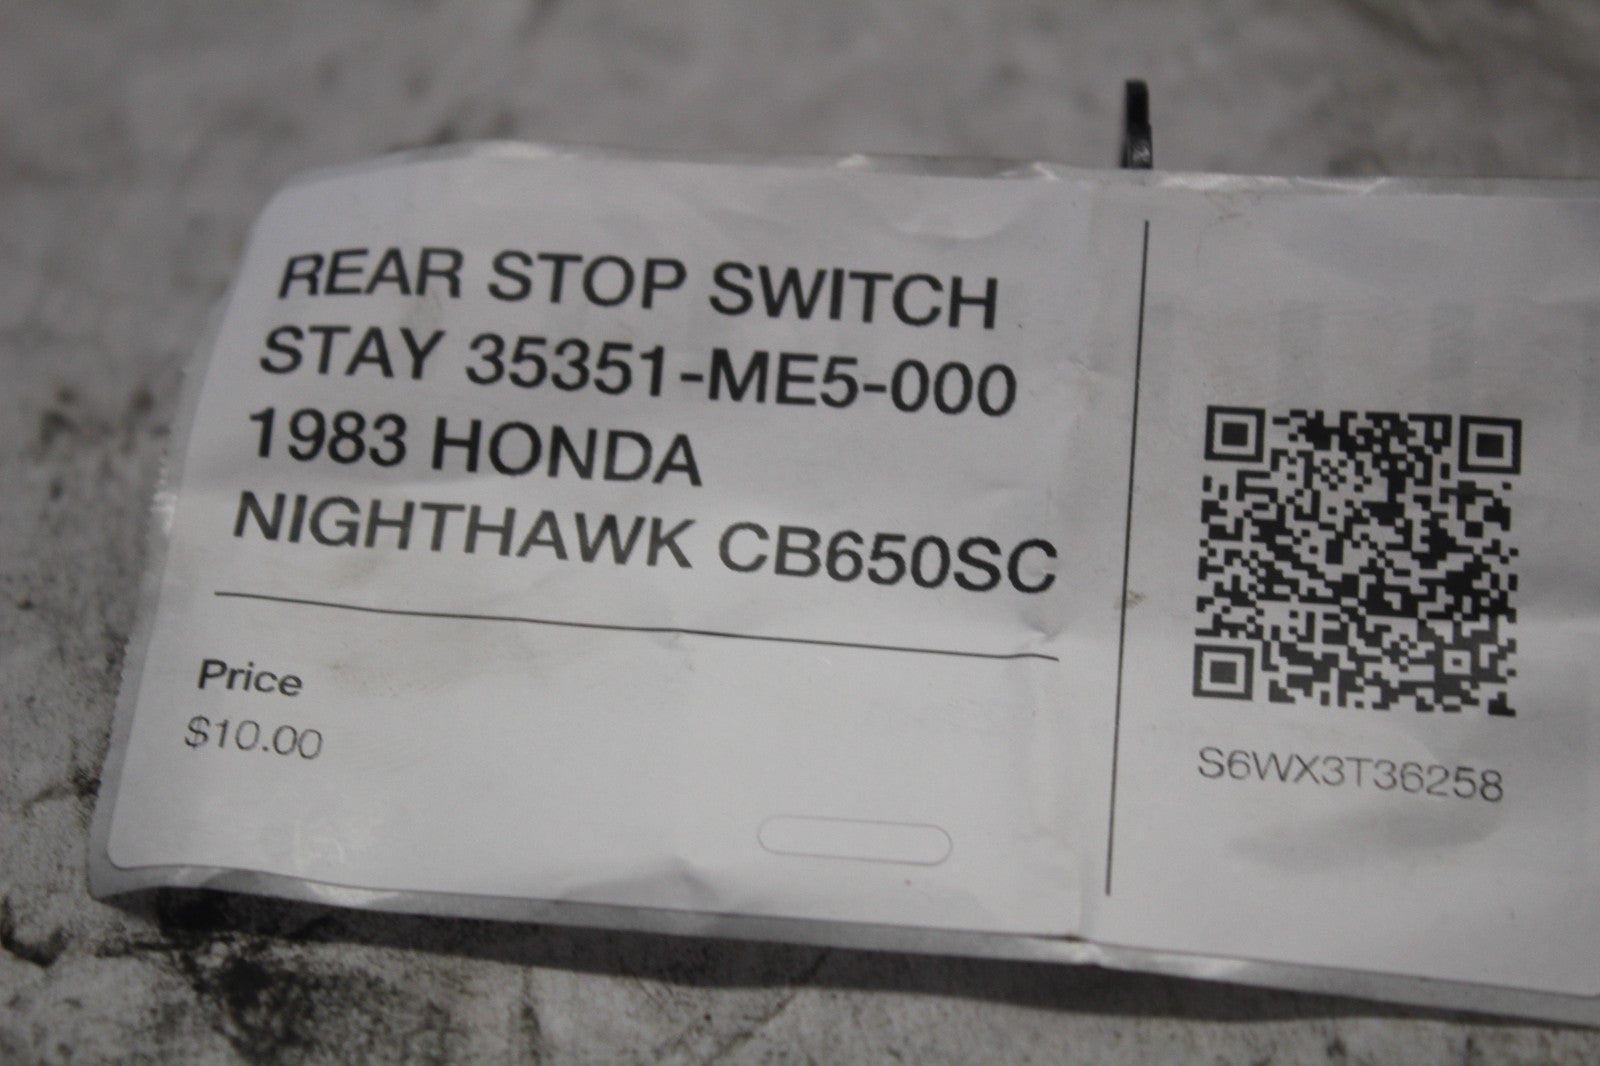 REAR STOP SWITCH
STAY 35351-ME5-000
1983 HONDA
NIGHTHAWK CB650SC
Price
$10.00
S6WX3T36258